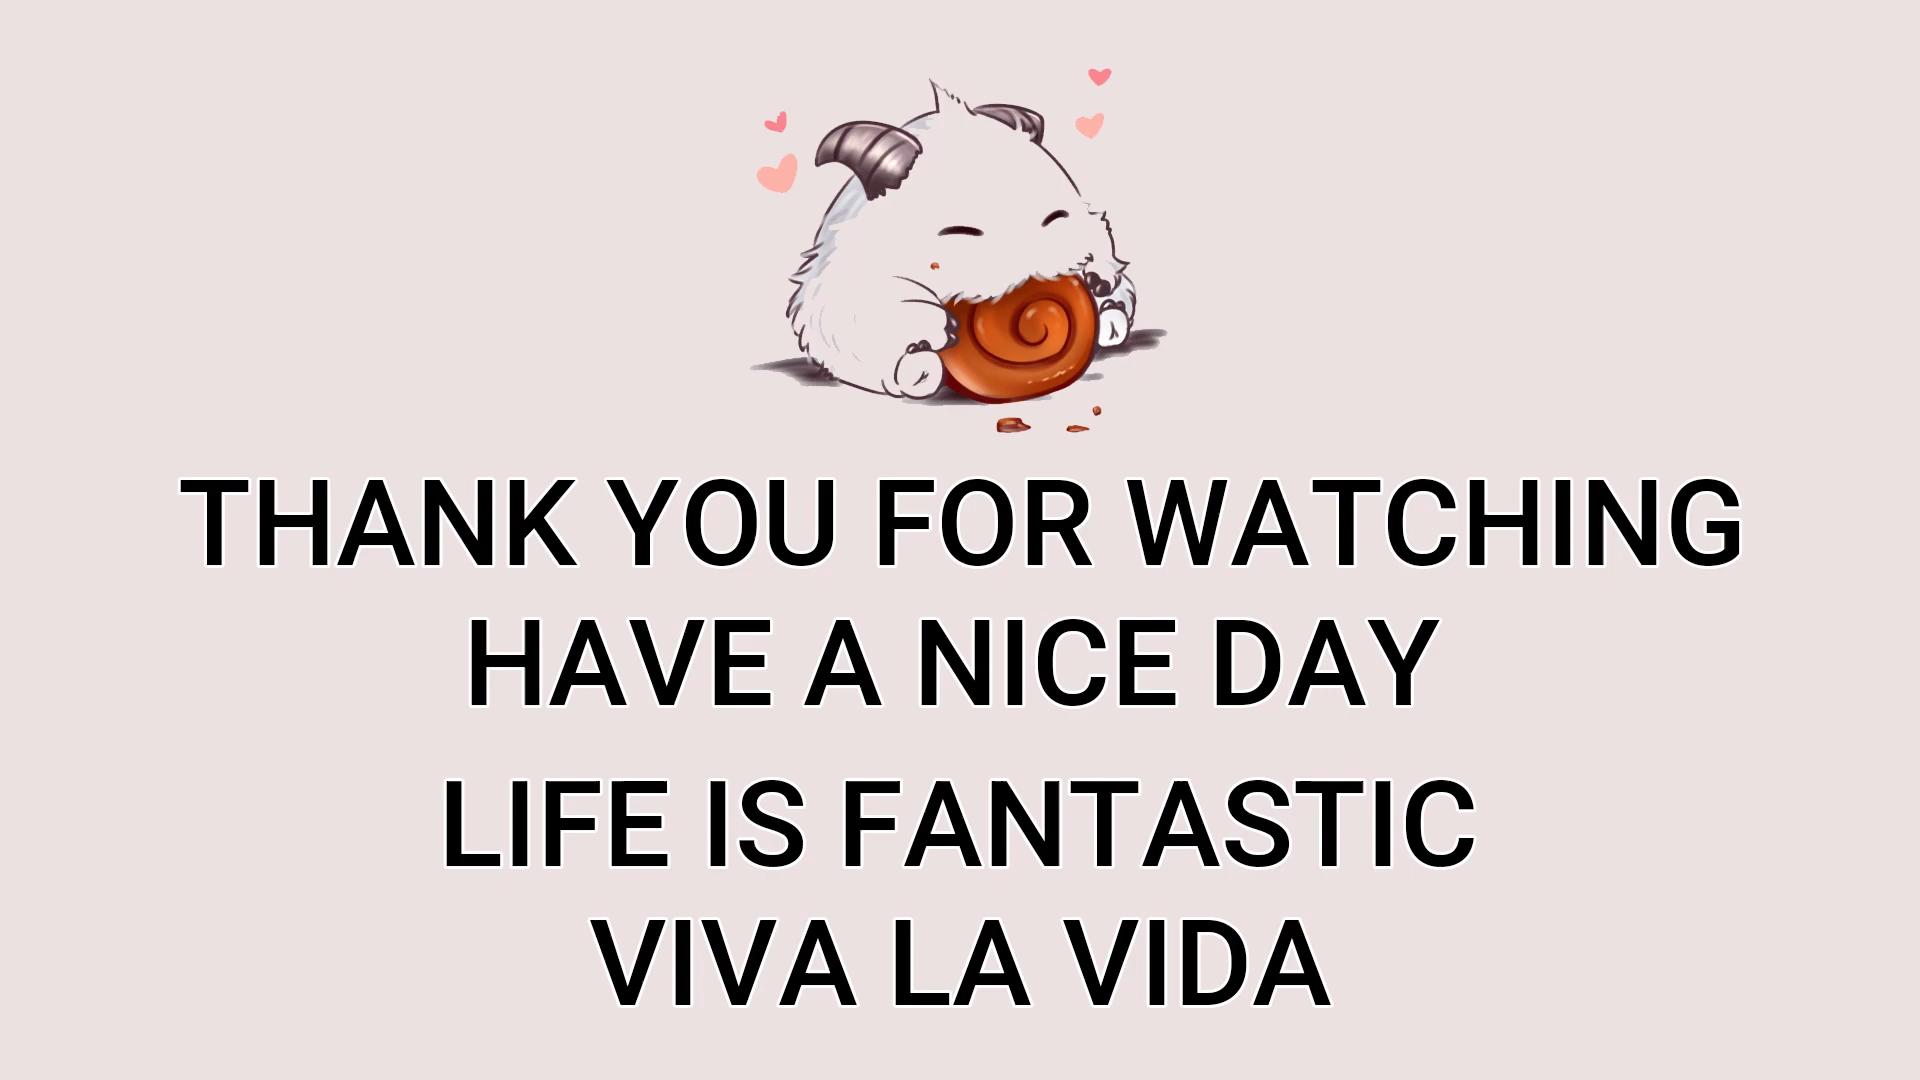 THANK YOU FOR WATCHING
HAVE A NICE DAY
LIFE IS FANTASTIC
VIVA LA VIDA